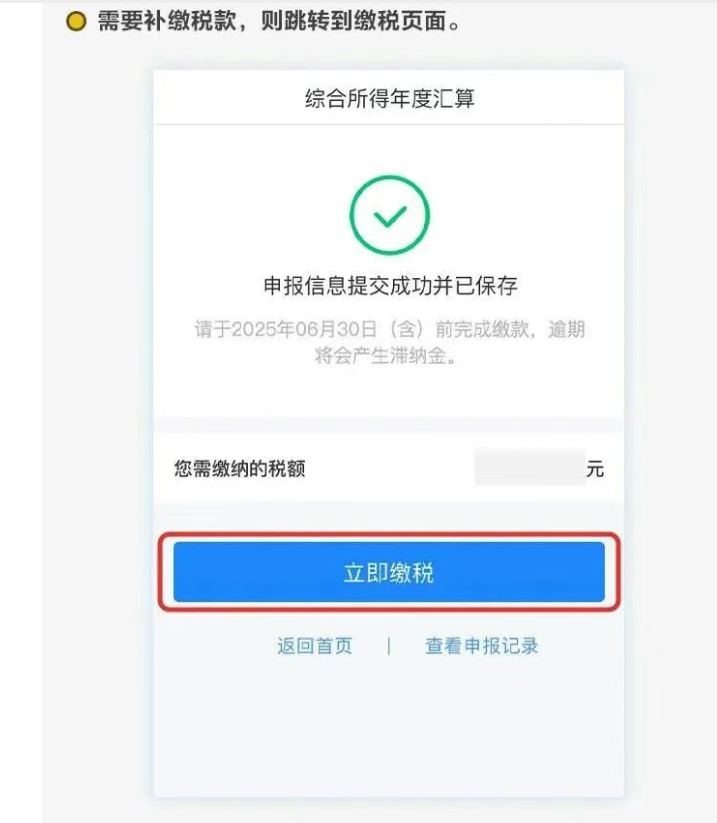 需要补缴税款，则跳转到缴税页面。
综合所得年度汇算
申报信息提交成功并已保存
请于2025年06月30日（含）前完成缴款，逾期
将会产生滞纳金。
您需缴纳的税额
元
立即缴税
返回首页 | 查看申报记录